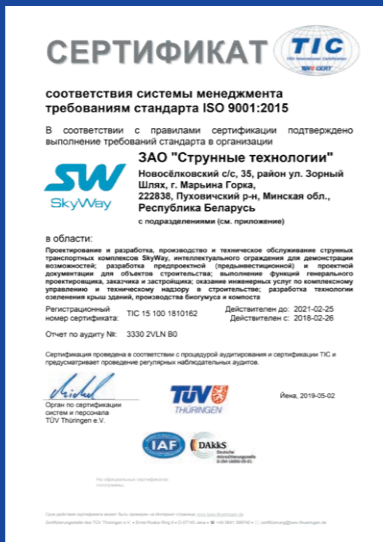 СЕРТИФИКАТ
TIC
TÜV CERT
соответствия системы менеджмента
требованиям стандарта ISO 9001:2015
В соответствии с правилами сертификации подтверждено
выполнение требований стандарта в организации
SW
SkyWay
ЗАО "Струнные технологии"
Новосёлковский с/с, 35, район ул. Зорный
Шлях, г. Марьина Горка,
222838, Пуховичский р-н, Минская обл.,
Республика Беларусь
с подразделениями (см. приложение)
в области:
Проектирование и разработка, производство и техническое обслуживание струнных
транспортных комплексов SkyWay, интеллектуального ограждения для демонстрации
возможностей; разработка предпроектной (предынвестиционной) и проектной
документации для объектов строительства; выполнение функций генерального
проектировщика, заказчика и застройщика; оказание инженерных услуг по комплексному
управлению и техническому надзору в строительстве; разработка технологии
озеленения крыш зданий, производства биогумуса и компоста
Регистрационный
номер сертификата: TIC 15 100 1810162
Действителен до: 2021-02-25
Действителен с: 2018-02-26
Отчет по аудиту №: 3330 2VLN B0
Сертификация проведена в соответствии с процедурой аудитирования и сертификации TIC и
предусматривает проведение регулярных наблюдательных аудитов.
Орган по сертификации
систем и персонала
TÜV Thüringen e.V.
TÜV
THÜRINGEN
Йена, 2019-05-02
IAF
DAkkS
Deutsche
Akkreditierungsstelle